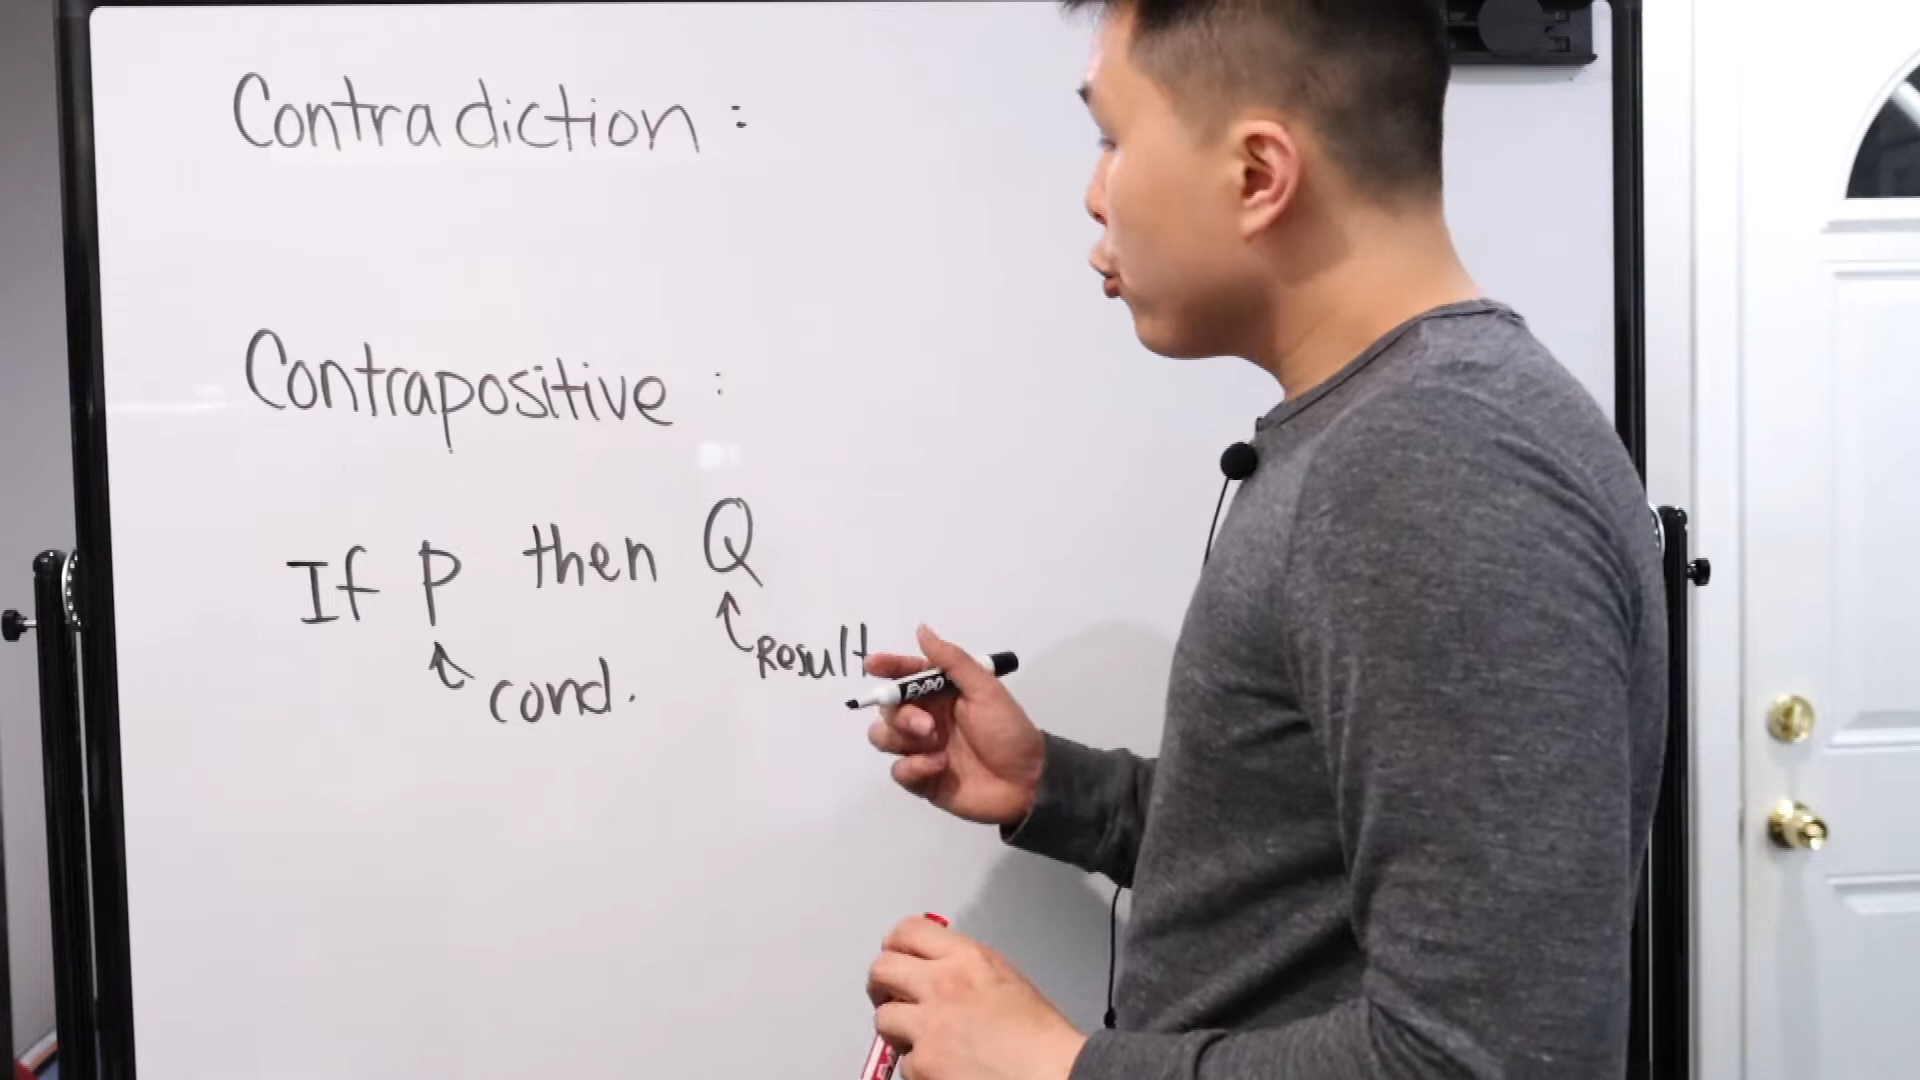 Contradiction :
Contrapositive :
If P then Q
Result
cond.
EXPO